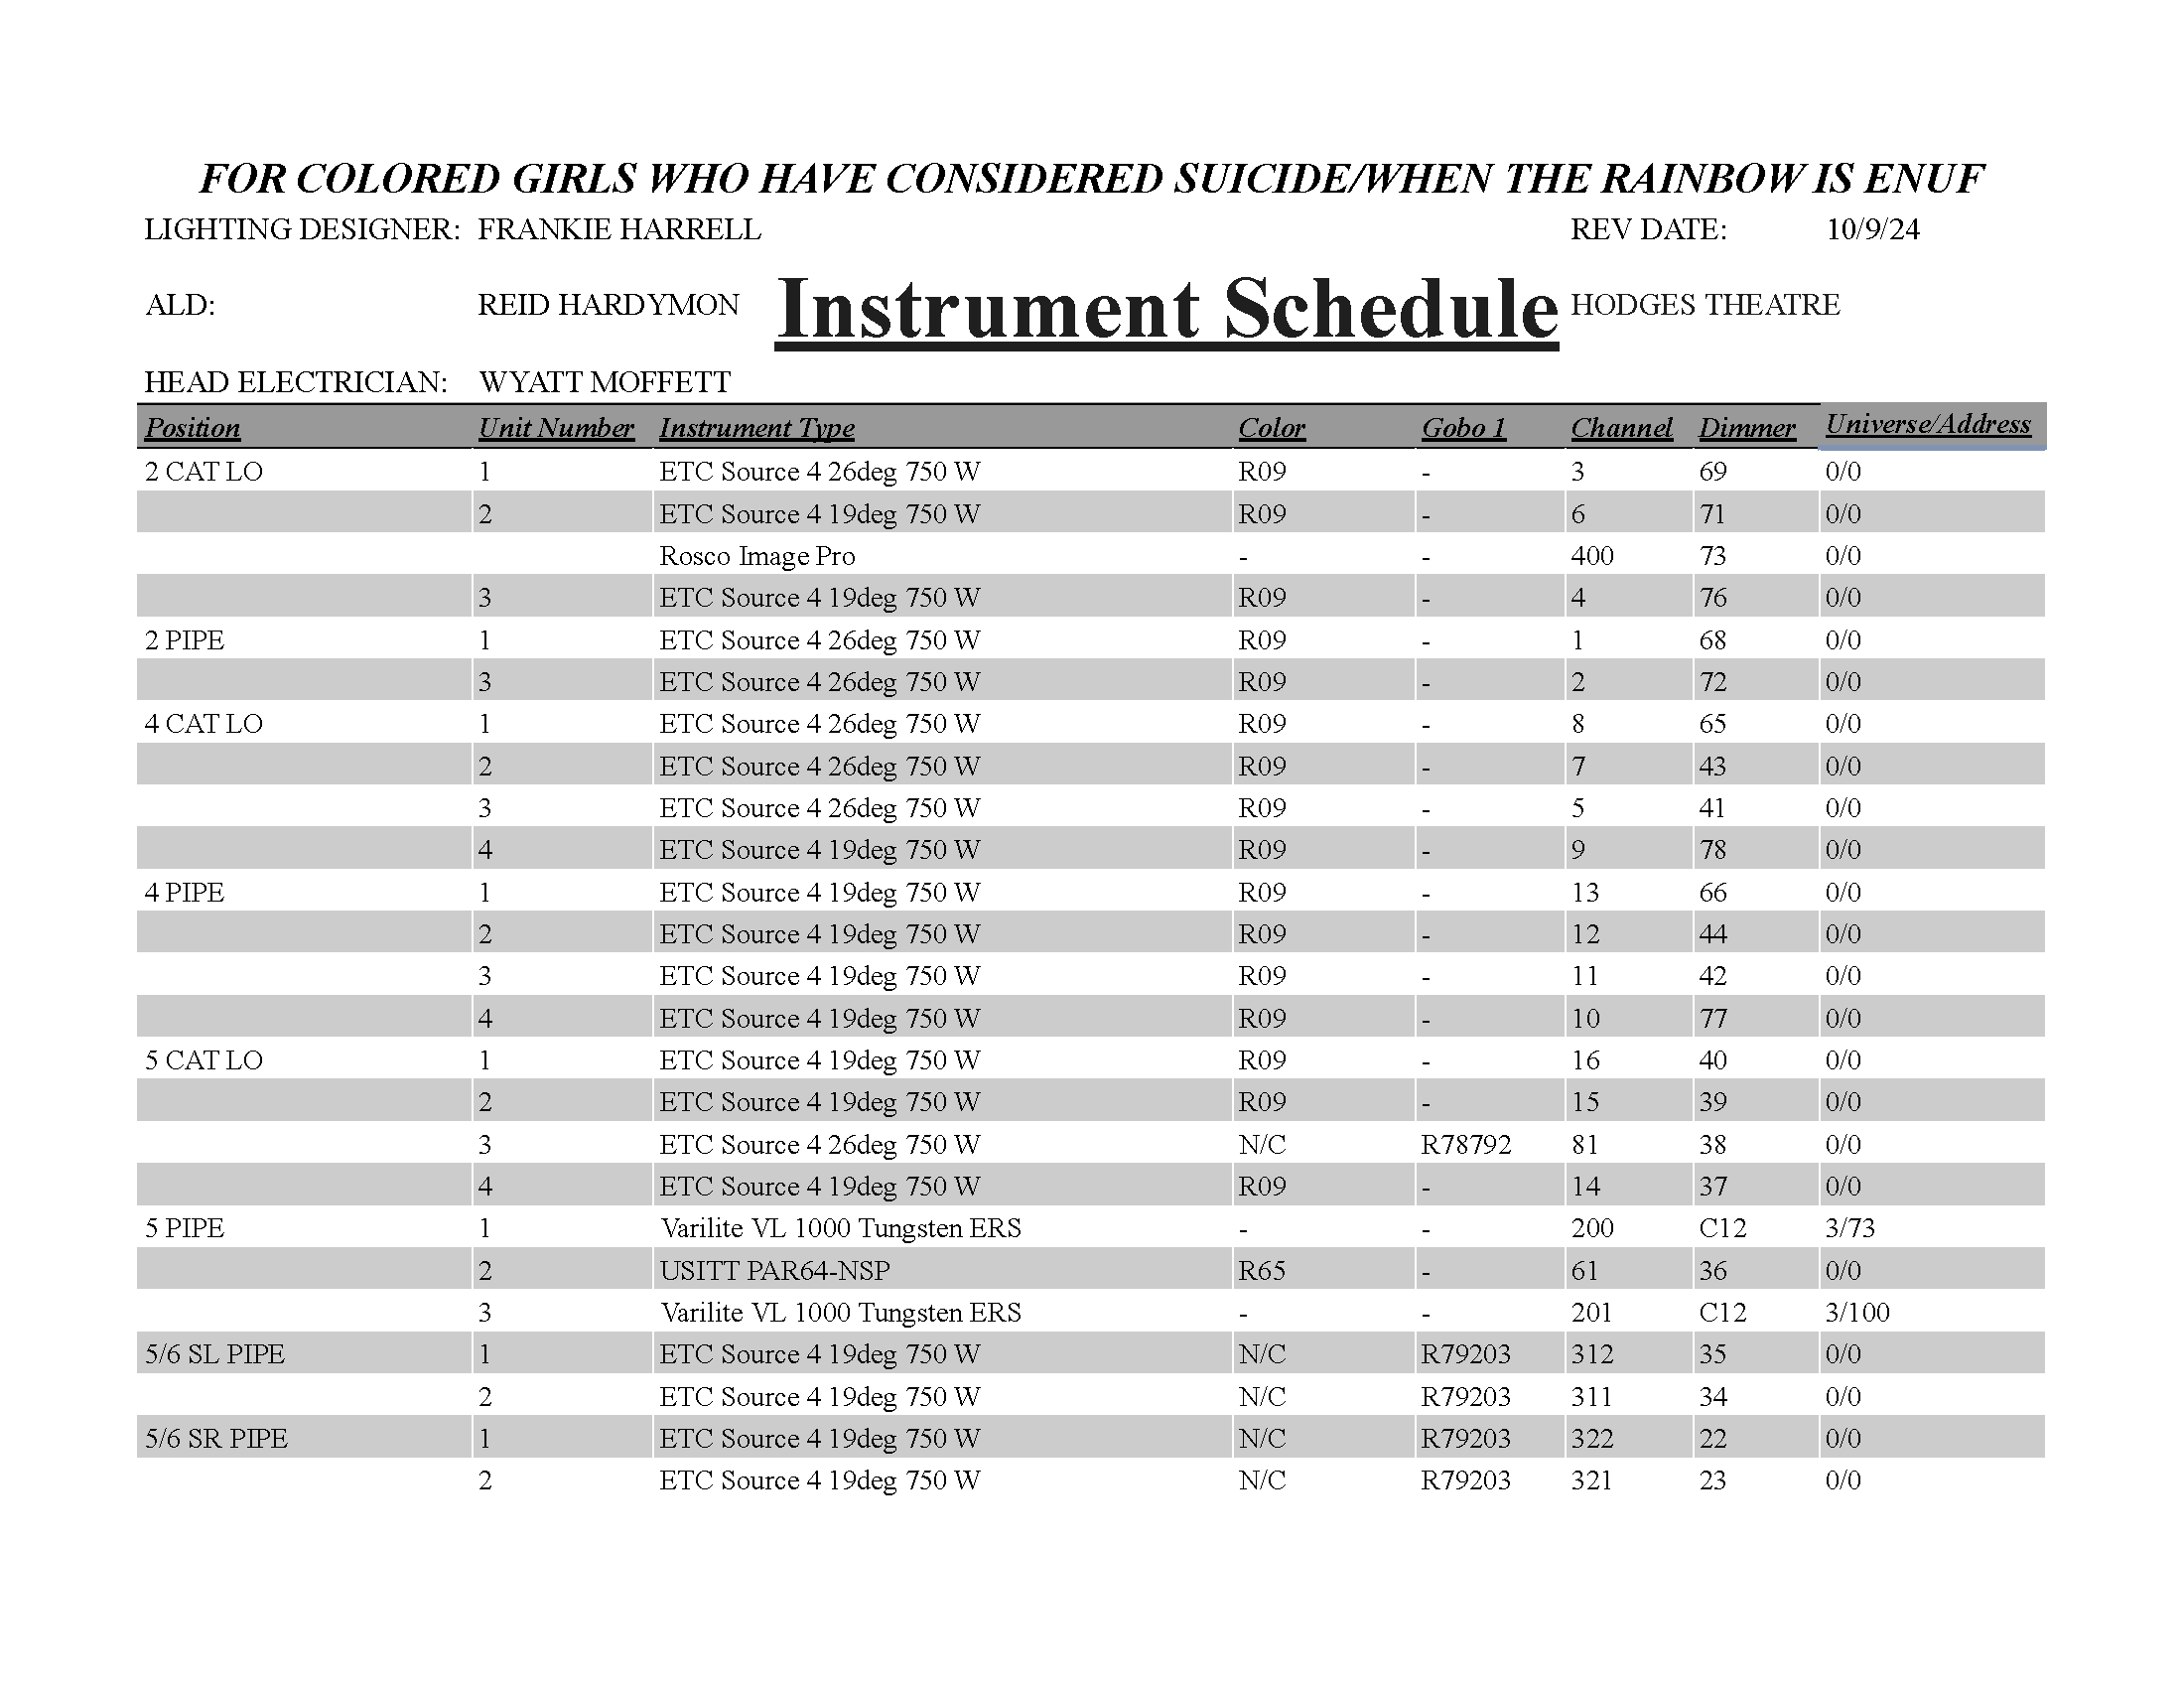 FOR COLORED GIRLS WHO HAVE CONSIDERED SUICIDE/WHEN THE RAINBOW IS ENUF
LIGHTING DESIGNER: FRANKIE HARRELL REV DATE: 10/9/24
ALD: REID HARDYMON Instrument Schedule HODGES THEATRE
HEAD ELECTRICIAN: WYATT MOFFETT
Position Unit Number Instrument Type Color Gobo 1 Channel Dimmer Universe/Address
2 CAT LO 1 ETC Source 4 26deg 750 W R09 - 3 69 0/0
2 ETC Source 4 19deg 750 W R09 - 6 71 0/0
Rosco Image Pro - - 400 73 0/0
3 ETC Source 4 19deg 750 W R09 - 4 76 0/0
2 PIPE 1 ETC Source 4 26deg 750 W R09 - 1 68 0/0
3 ETC Source 4 26deg 750 W R09 - 2 72 0/0
4 CAT LO 1 ETC Source 4 26deg 750 W R09 - 8 65 0/0
2 ETC Source 4 26deg 750 W R09 - 7 43 0/0
3 ETC Source 4 26deg 750 W R09 - 5 41 0/0
4 ETC Source 4 19deg 750 W R09 - 9 78 0/0
4 PIPE 1 ETC Source 4 19deg 750 W R09 - 13 66 0/0
2 ETC Source 4 19deg 750 W R09 - 12 44 0/0
3 ETC Source 4 19deg 750 W R09 - 11 42 0/0
4 ETC Source 4 19deg 750 W R09 - 10 77 0/0
5 CAT LO 1 ETC Source 4 19deg 750 W R09 - 16 40 0/0
2 ETC Source 4 19deg 750 W R09 - 15 39 0/0
3 ETC Source 4 26deg 750 W N/C R78792 81 38 0/0
4 ETC Source 4 19deg 750 W R09 - 14 37 0/0
5 PIPE 1 Varilite VL 1000 Tungsten ERS - - 200 C12 3/73
2 USITT PAR64-NSP R65 - 61 36 0/0
3 Varilite VL 1000 Tungsten ERS - - 201 C12 3/100
5/6 SL PIPE 1 ETC Source 4 19deg 750 W N/C R79203 312 35 0/0
2 ETC Source 4 19deg 750 W N/C R79203 311 34 0/0
5/6 SR PIPE 1 ETC Source 4 19deg 750 W N/C R79203 322 22 0/0
2 ETC Source 4 19deg 750 W N/C R79203 321 23 0/0